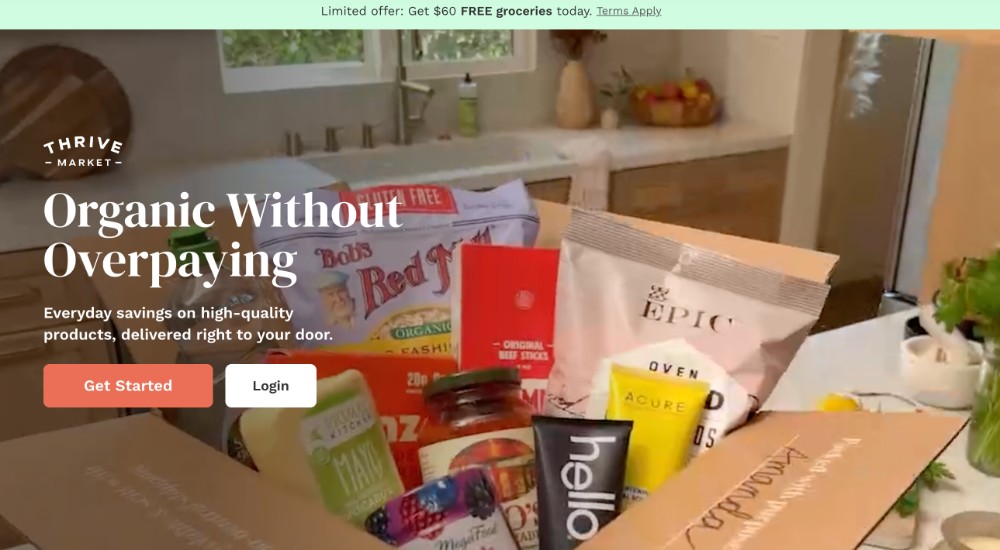 Limited offer: Get $60 FREE groceries today. Terms Apply
THRIVE
MARKET
Organic Without
Overpaying
Everyday savings on high-quality
products, delivered right to your door.
Get Started
Login
GLUTEN FREE
Bob's
Red
ORGANIC
ORIGINAL
BEEF STICKS
EPIC
OVEN
ACURE
KITCHEN
MAYO
hello
MegaFood
Amanda